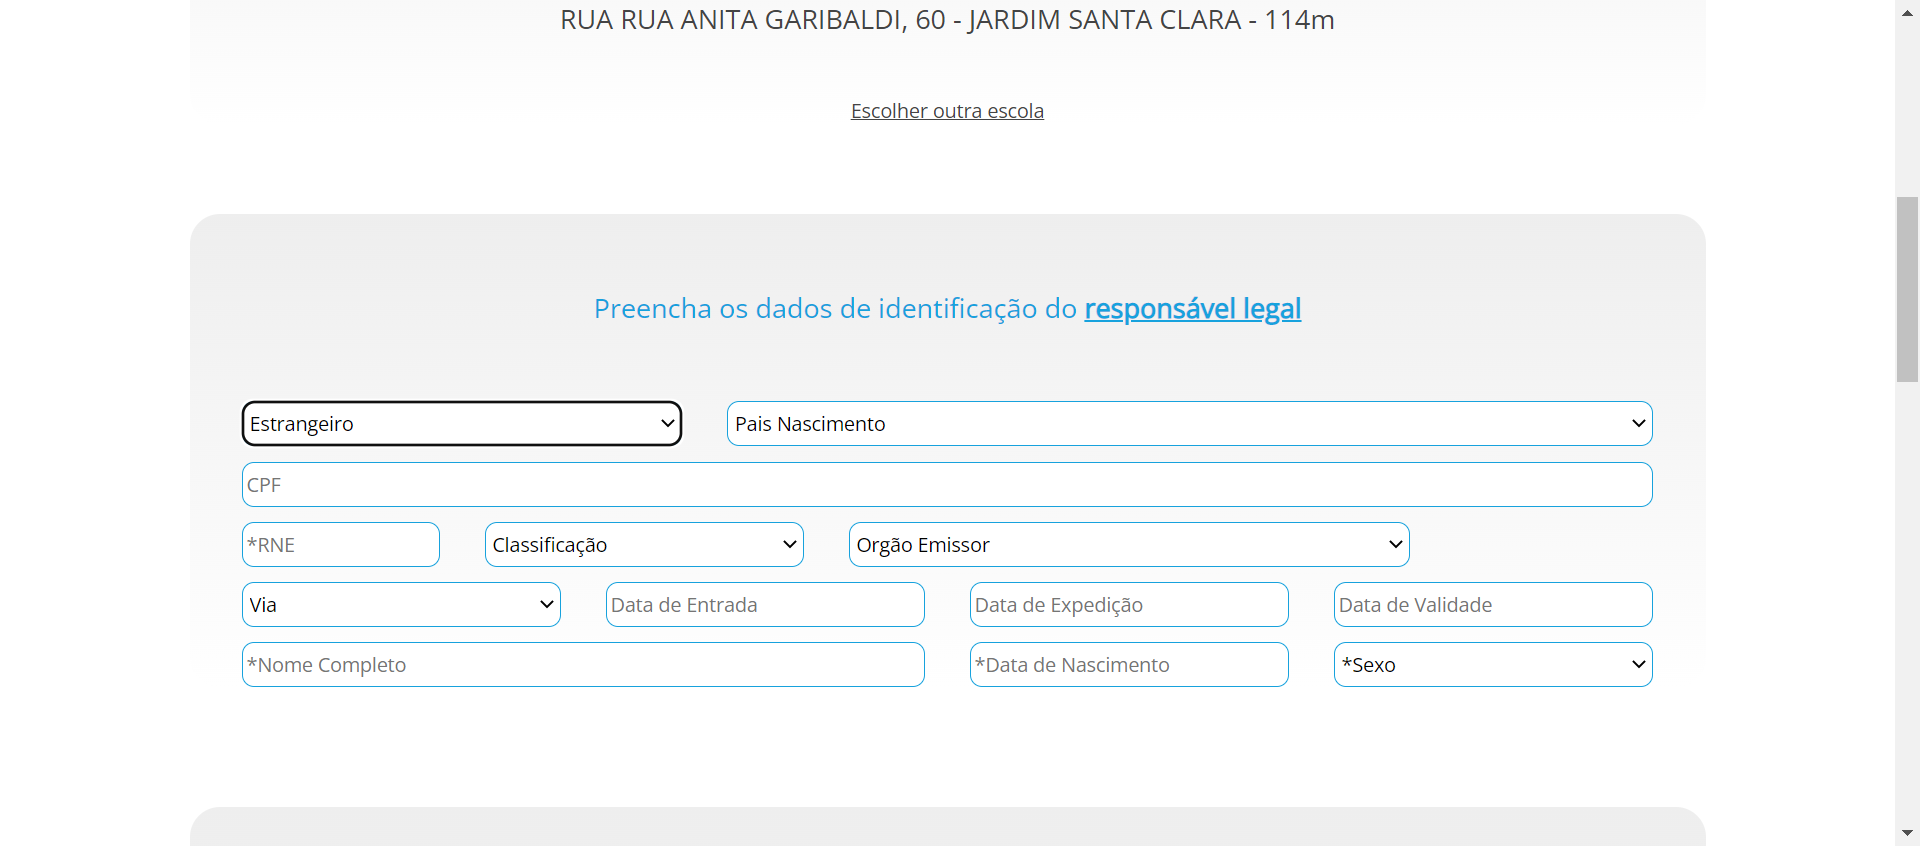 RUA RUA ANITA GARIBALDI, 60 - JARDIM SANTA CLARA - 114m
Escolher outra escola
Preencha os dados de identificação do responsável legal
Estrangeiro Pais Nascimento
CPF
*RNE Classificação Orgão Emissor
Via Data de Entrada Data de Expedição Data de Validade
*Nome Completo *Data de Nascimento *Sexo